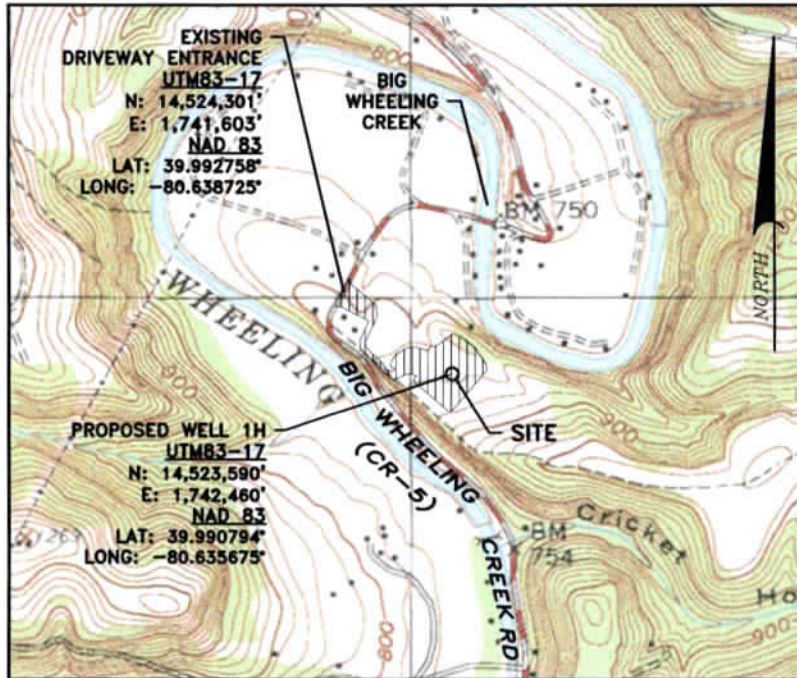 EXISTING
DRIVEWAY ENTRANCE
UTM83-17
N: 14,524,301'
E: 1,741,603'
NAD 83
LAT: 39.992758°
LONG: -80.638725°
800
BIG
WHEELING
CREEK
BM 750
NORTH
WHEELING
900
BIG WHEELING
(CR-5)
CREEK RD
PROPOSED WELL 1H
UTM83-17
N: 14,523,590'
E: 1,742,460'
NAD 83
LAT: 39.990794°
LONG: -80.635675°
SITE
900
BM
754
Cricket
Ho
800
900